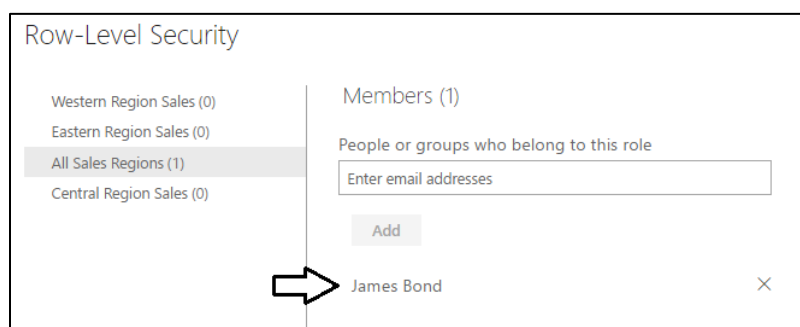 Row-Level Security
Western Region Sales (0)
Eastern Region Sales (0)
All Sales Regions (1)
Central Region Sales (0)
Members (1)
People or groups who belong to this role
Enter email addresses
Add
James Bond